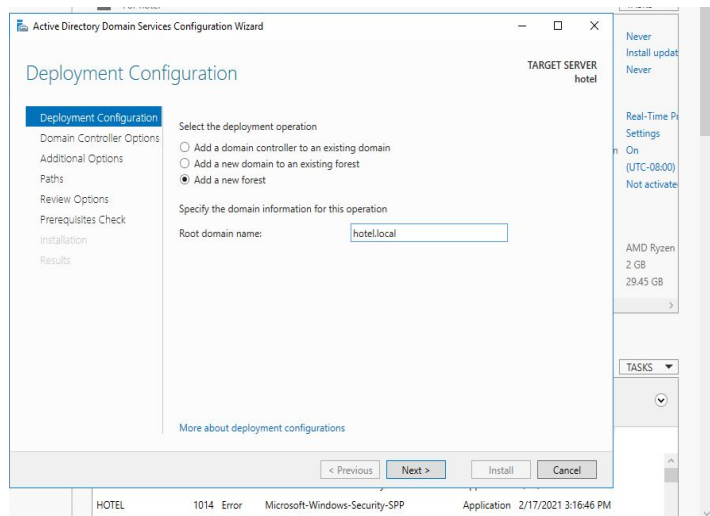 Active Directory Domain Services Configuration Wizard
TASKS
Deployment Configuration
TARGET SERVER
hotel
Deployment Configuration
Domain Controller Options
Additional Options
Paths
Review Options
Prerequisites Check
Installation
Results
Select the deployment operation
Add a domain controller to an existing domain
Add a new domain to an existing forest
Add a new forest
Specify the domain information for this operation
Root domain name: hotel.local
More about deployment configurations
< Previous Next > Install Cancel
Never
Install updat
Never
Real-Time Pr
Settings
n On
(UTC-08:00)
Not activate
AMD Ryzen
2 GB
29.45 GB
TASKS
HOTEL 1014 Error Microsoft-Windows-Security-SPP Application 2/17/2021 3:16:46 PM